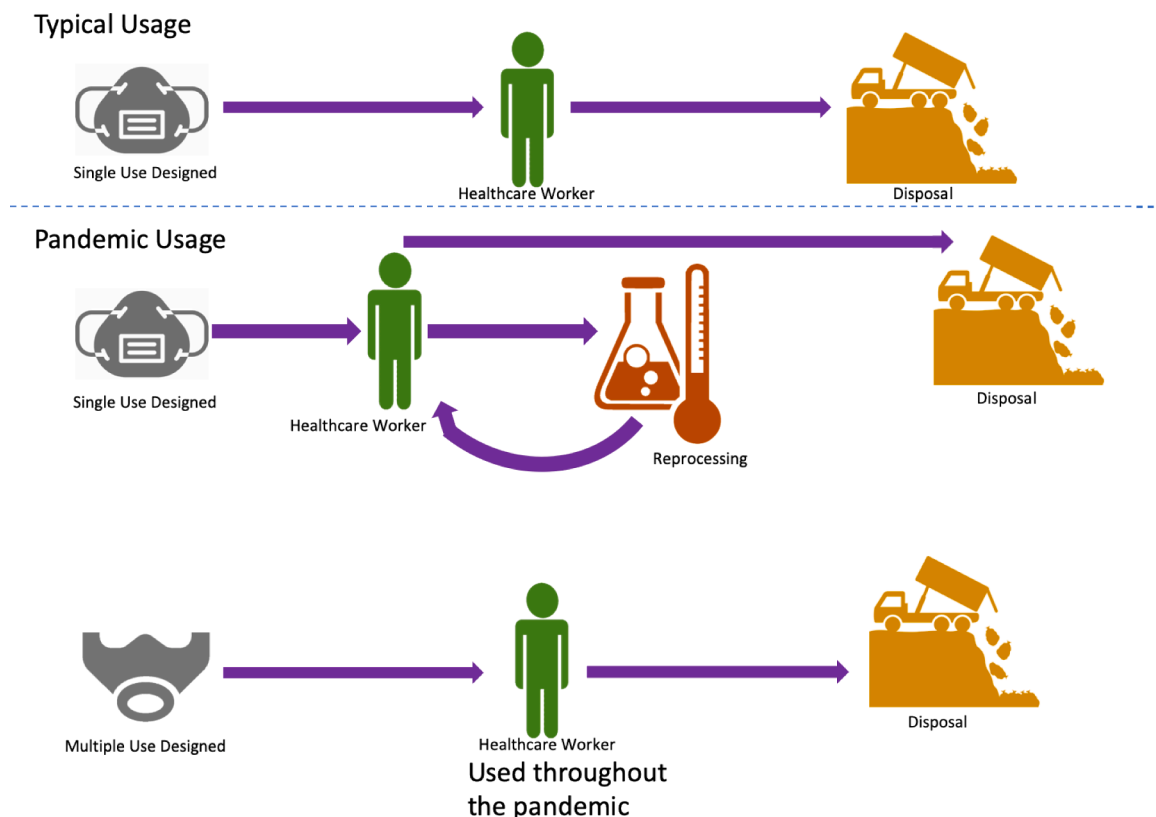 Typical Usage
Single Use Designed
Healthcare Worker
Disposal
Pandemic Usage
Single Use Designed
Healthcare Worker
Reprocessing
Disposal
Multiple Use Designed
Healthcare Worker
Used throughout
the pandemic
Disposal